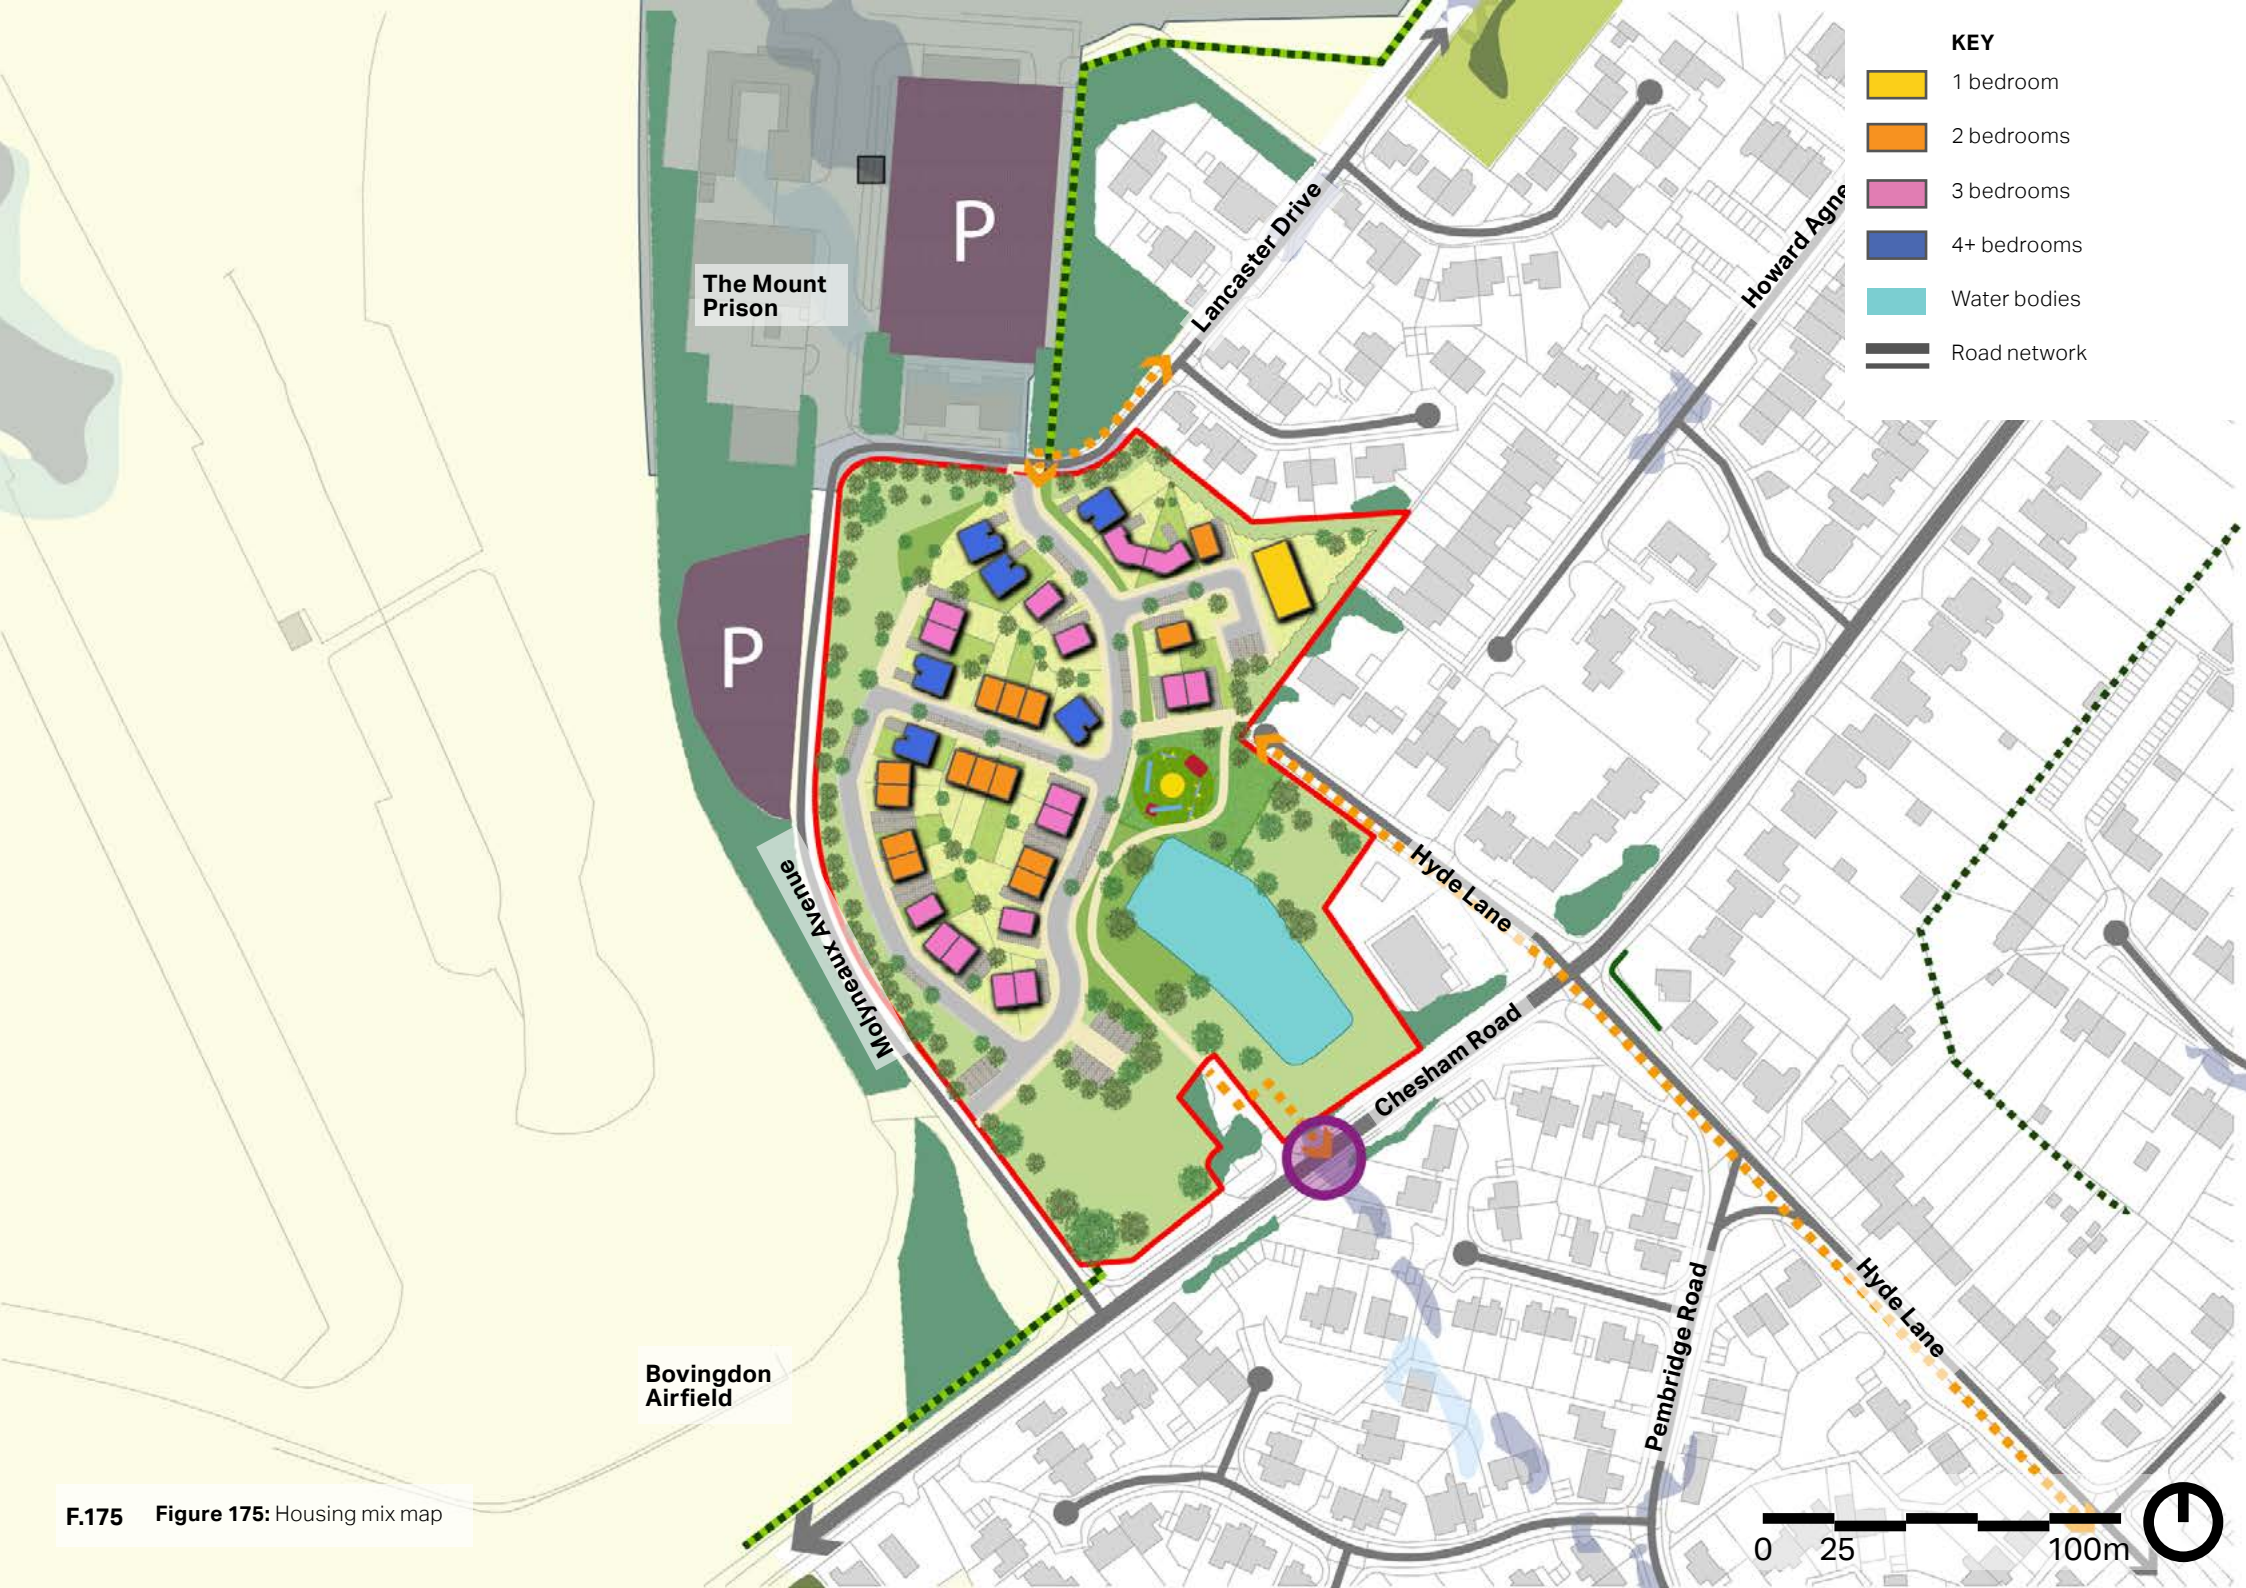 KEY
1 bedroom
2 bedrooms
3 bedrooms
4+ bedrooms
Water bodies
Road network
P
The Mount
Prison
Lancaster Drive
Howard Agne
P
Molyneaux Avenue
Hyde Lane
Chesham Road
Hyde Lane
Pembridge Road
Bovingdon
Airfield
F.175 Figure 175: Housing mix map
0 25 100m